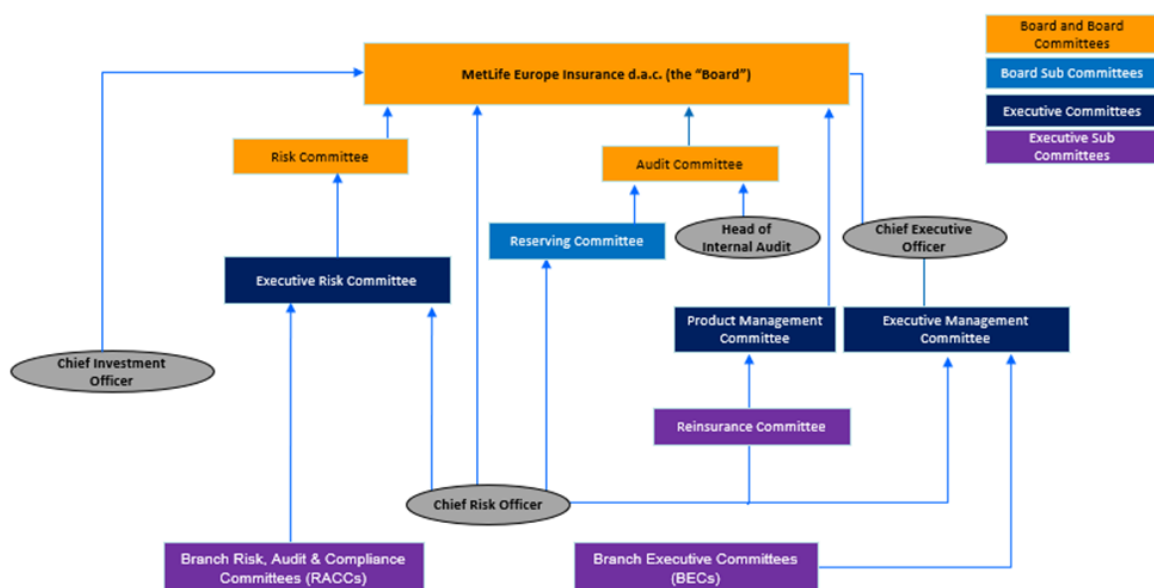 Board and Board
Committees
MetLife Europe Insurance d.a.c. (the “Board”)
Board Sub Committees
Executive Committees
Executive Sub
Committees
Risk Committee
Audit Committee
Reserving Committee
Head of
Internal Audit
Chief Executive
Officer
Executive Risk Committee
Product Management
Committee
Executive Management
Committee
Chief Investment
Officer
Reinsurance Committee
Chief Risk Officer
Branch Risk, Audit & Compliance
Committees (RACCs)
Branch Executive Committees
(BECs)